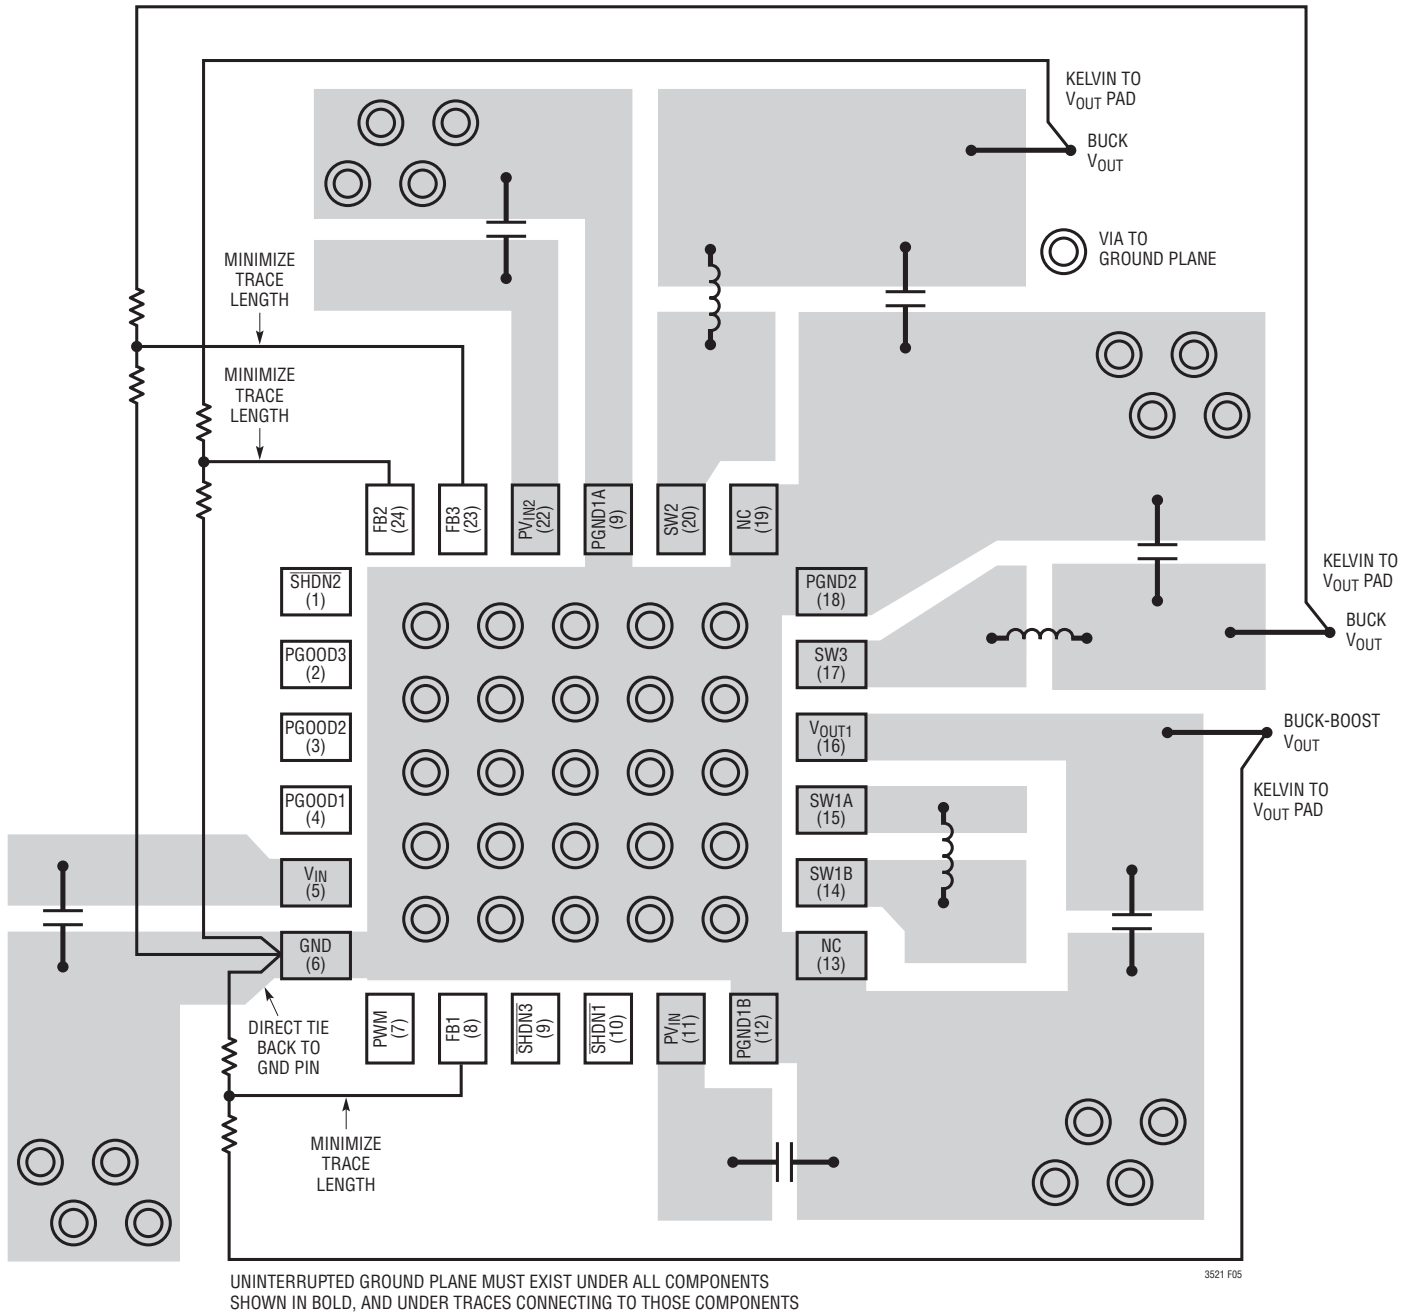 KELVIN TO
VOUT PAD
BUCK
VOUT
VIA TO
GROUND PLANE
MINIMIZE
TRACE
LENGTH
MINIMIZE
TRACE
LENGTH
FB2
(24)
FB3
(23)
PVIN2
(22)
PGND1A
(9)
SW2
(20)
NC
(19)
SHDN2
(1)
PGOOD3
(2)
PGOOD2
(3)
PGOOD1
(4)
VIN
(5)
GND
(6)
PGND2
(18)
SW3
(17)
VOUT1
(16)
SW1A
(15)
SW1B
(14)
NC
(13)
KELVIN TO
VOUT PAD
BUCK
VOUT
BUCK-BOOST
VOUT
KELVIN TO
VOUT PAD
PWM
(7)
FB1
(8)
SHDN3
(9)
SHDN1
(10)
PVIN
(11)
PGND1B
(12)
DIRECT TIE
BACK TO
GND PIN
MINIMIZE
TRACE
LENGTH
3521 F05
UNINTERRUPTED GROUND PLANE MUST EXIST UNDER ALL COMPONENTS
SHOWN IN BOLD, AND UNDER TRACES CONNECTING TO THOSE COMPONENTS